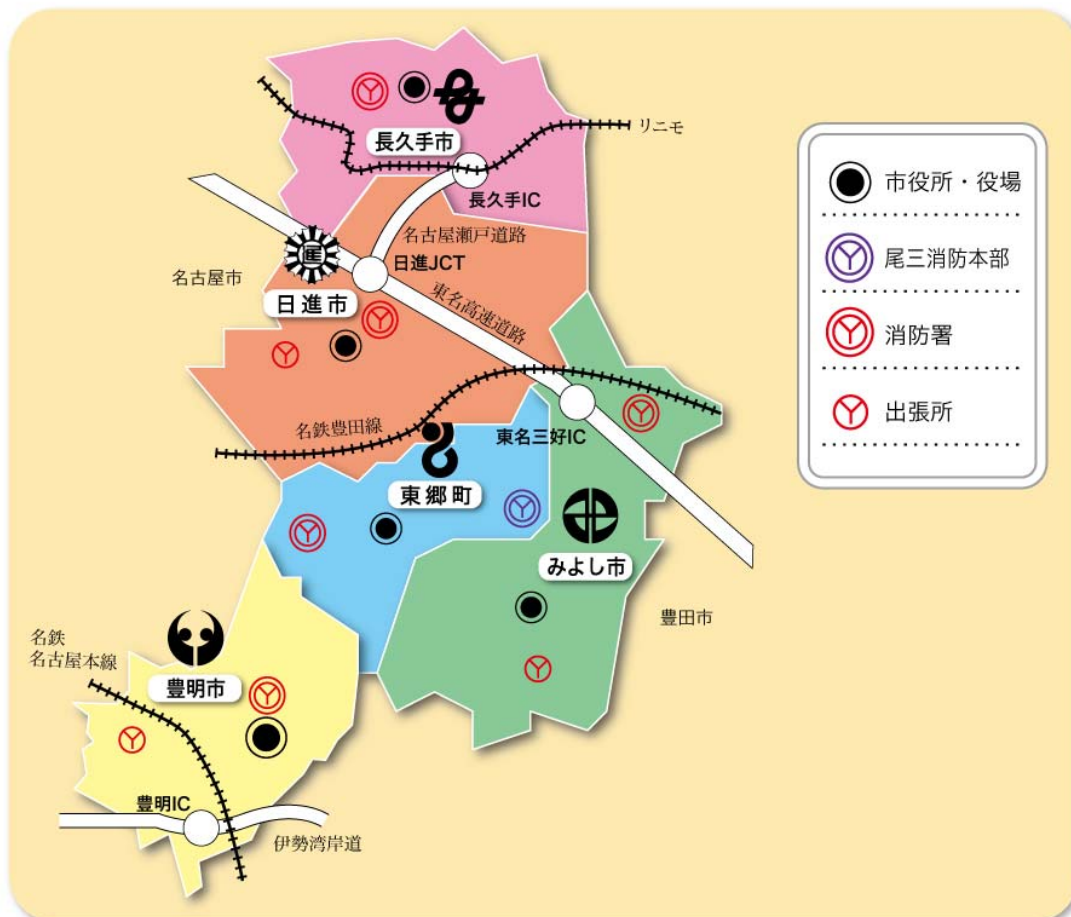 リニモ
長久手市
長久手IC
名古屋瀬戸道路
名古屋市
日進JCT
日進市
東名高速道路
名鉄豊田線
東名三好IC
東郷町
みよし市
豊田市
名鉄
名古屋本線
豊明市
豊明IC
伊勢湾岸道
市役所・役場
尾三消防本部
消防署
出張所